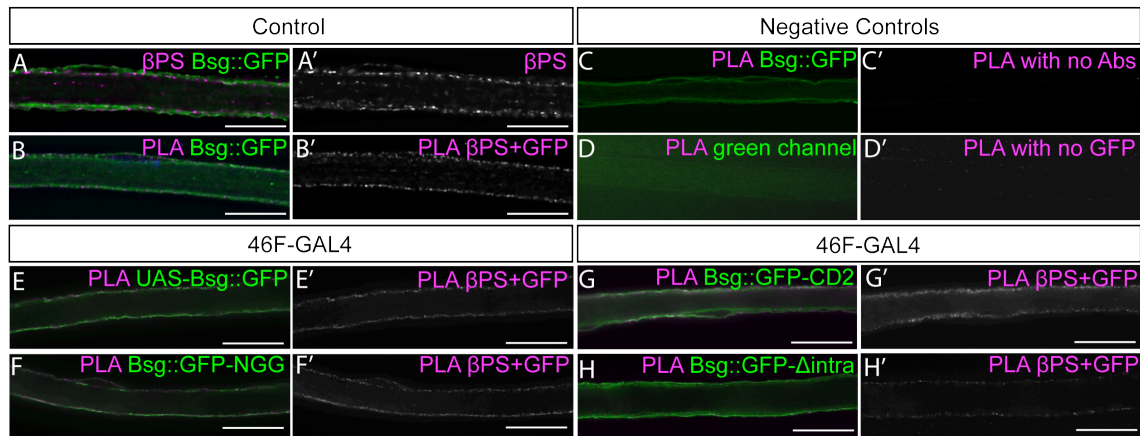 Control
Negative Controls
A βPS Bsg::GFP
A′ βPS
C PLA Bsg::GFP
C′ PLA with no Abs
B PLA Bsg::GFP
B′ PLA βPS+GFP
D PLA green channel
D′ PLA with no GFP
46F-GAL4
46F-GAL4
E PLA UAS-Bsg::GFP
E′ PLA βPS+GFP
G PLA Bsg::GFP-CD2
G′ PLA βPS+GFP
F PLA Bsg::GFP-NGG
F′ PLA βPS+GFP
H PLA Bsg::GFP-Δintra
H′ PLA βPS+GFP